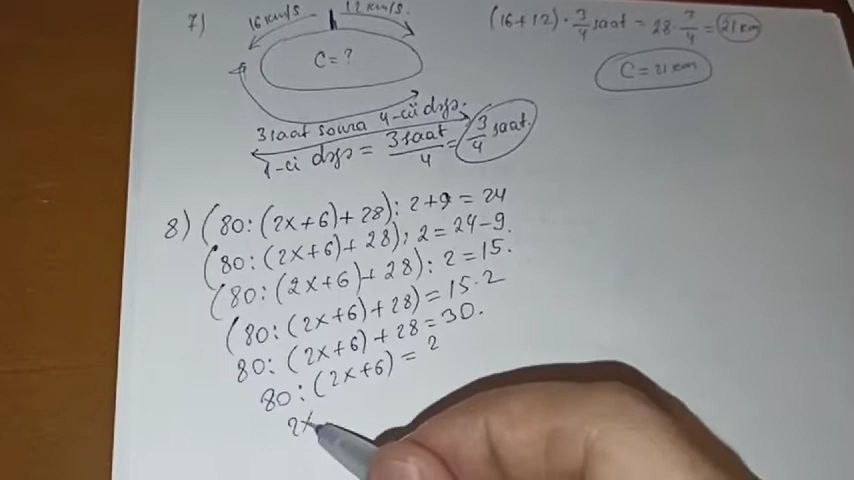 7) 16 km/s 12 km/s.
(16+12)·3/4 saat = 28·3/4 = 21 km
C=?
C = 21 km
3 saat sonra 4-cü dəfə.
1-ci dəfə = 3 saat/4 = 3/4 saat.
8) (80:(2x+6)+28):2+9=24
(80:(2x+6)+28):2=24-9.
(80:(2x+6)+28):2=15.
(80:(2x+6)+28)=15·2
80:(2x+6)+28=30.
80:(2x+6)=2
2x